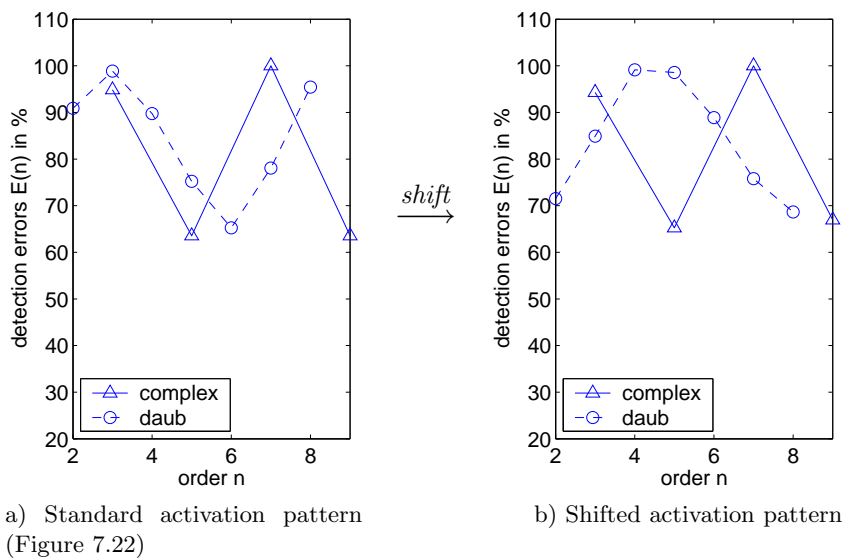 110
100
90
80
70
60
50
40
30
20
detection errors E(n) in %
complex
daub
2
4
6
8
order n
shift
110
100
90
80
70
60
50
40
30
20
detection errors E(n) in %
complex
daub
2
4
6
8
order n
a) Standard activation pattern
(Figure 7.22)
b) Shifted activation pattern